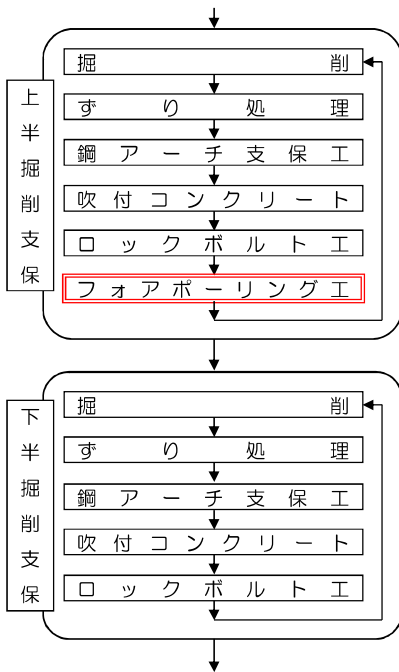 上半掘削支保
掘削
ずり処理
鋼アーチ支保工
吹付コンクリート
ロックボルト工
フォアポーリング工
下半掘削支保
掘削
ずり処理
鋼アーチ支保工
吹付コンクリート
ロックボルト工